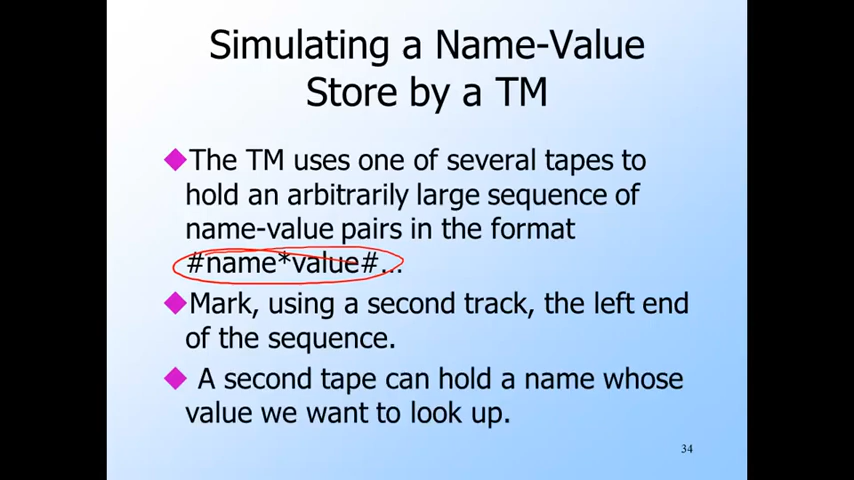 Simulating a Name-Value
Store by a TM
The TM uses one of several tapes to
hold an arbitrarily large sequence of
name-value pairs in the format
#name*value#…
Mark, using a second track, the left end
of the sequence.
A second tape can hold a name whose
value we want to look up.
34